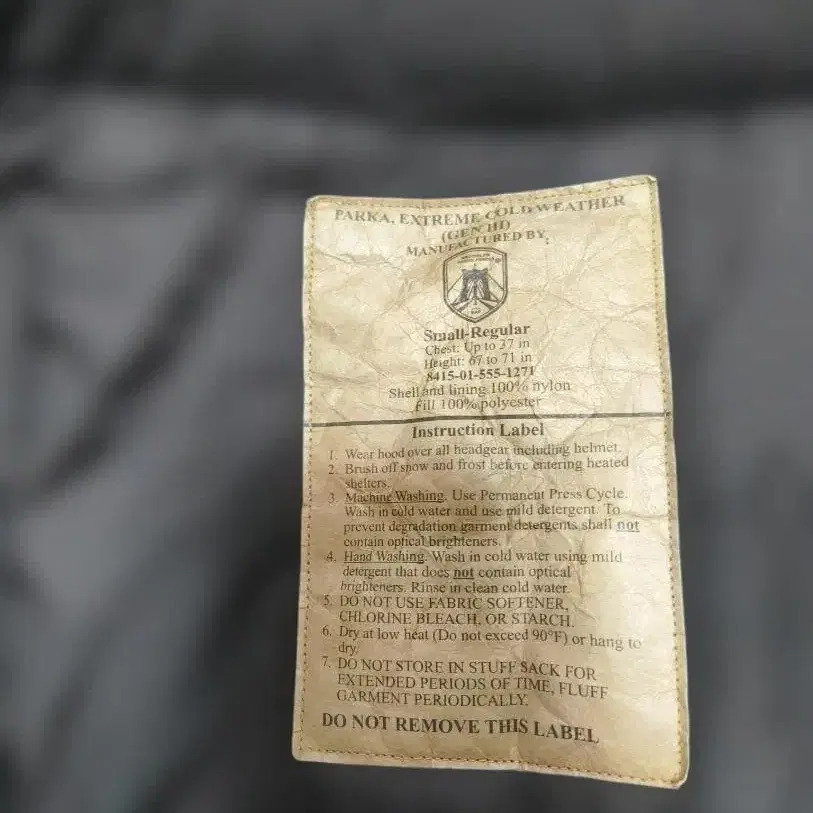 PARKA, EXTREME COLD WEATHER
(GEN III)
MANUFACTURED BY:
Small-Regular
Chest: Up to 37 in
Height: 67 to 71 in
8415-01-555-1271
Shell and lining 100% nylon
Fill 100% polyester
Instruction Label
1. Wear hood over all headgear including helmet.
2. Brush off snow and frost before entering heated
shelters.
3. Machine Washing. Use Permanent Press Cycle.
Wash in cold water and use mild detergent. To
prevent degradation garment detergents shall not
contain optical brighteners.
4. Hand Washing. Wash in cold water using mild
detergent that does not contain optical
brighteners. Rinse in clean cold water.
5. DO NOT USE FABRIC SOFTENER,
CHLORINE BLEACH, OR STARCH.
6. Dry at low heat (Do not exceed 90°F) or hang to
dry.
7. DO NOT STORE IN STUFF SACK FOR
EXTENDED PERIODS OF TIME, FLUFF
GARMENT PERIODICALLY.
DO NOT REMOVE THIS LABEL